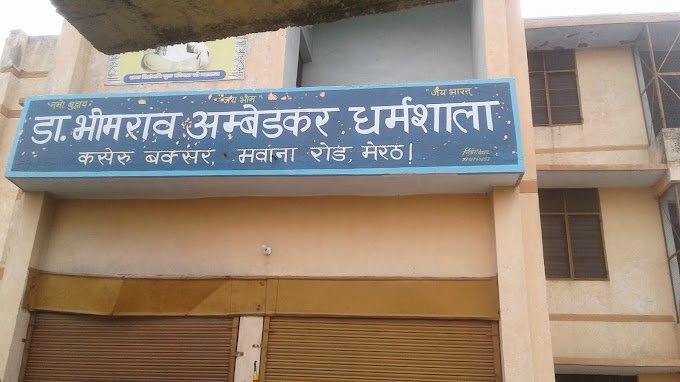 "नमो बुद्धाय" "जय भीम" "जय भारत"
डा. भीमराव अम्बेडकर धर्मशाला
कसेरु बक्सर, मवाना रोड, मेरठ!